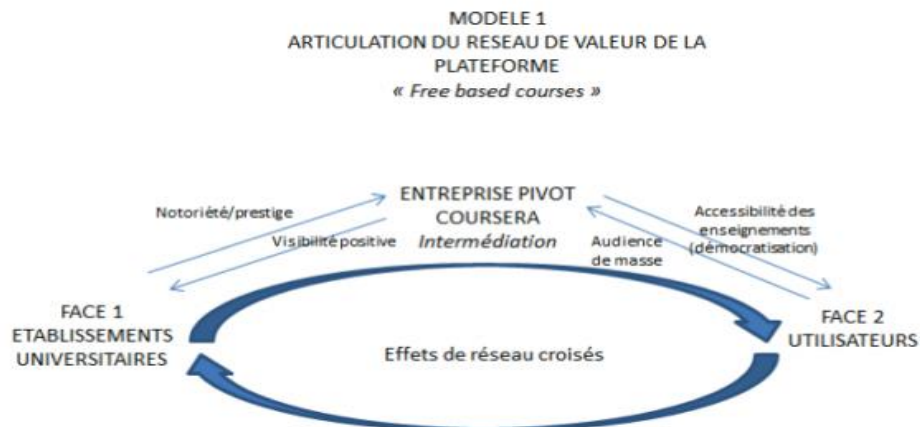 MODELE 1
ARTICULATION DU RESEAU DE VALEUR DE LA
PLATEFORME
« Free based courses »
ENTREPRISE PIVOT
COURSERA
Intermédiation
Notoriété/prestige
Visibilité positive
Audience
de masse
Accessibilité des
enseignements
(démocratisation)
FACE 1
ETABLISSEMENTS
UNIVERSITAIRES
Effets de réseau croisés
FACE 2
UTILISATEURS